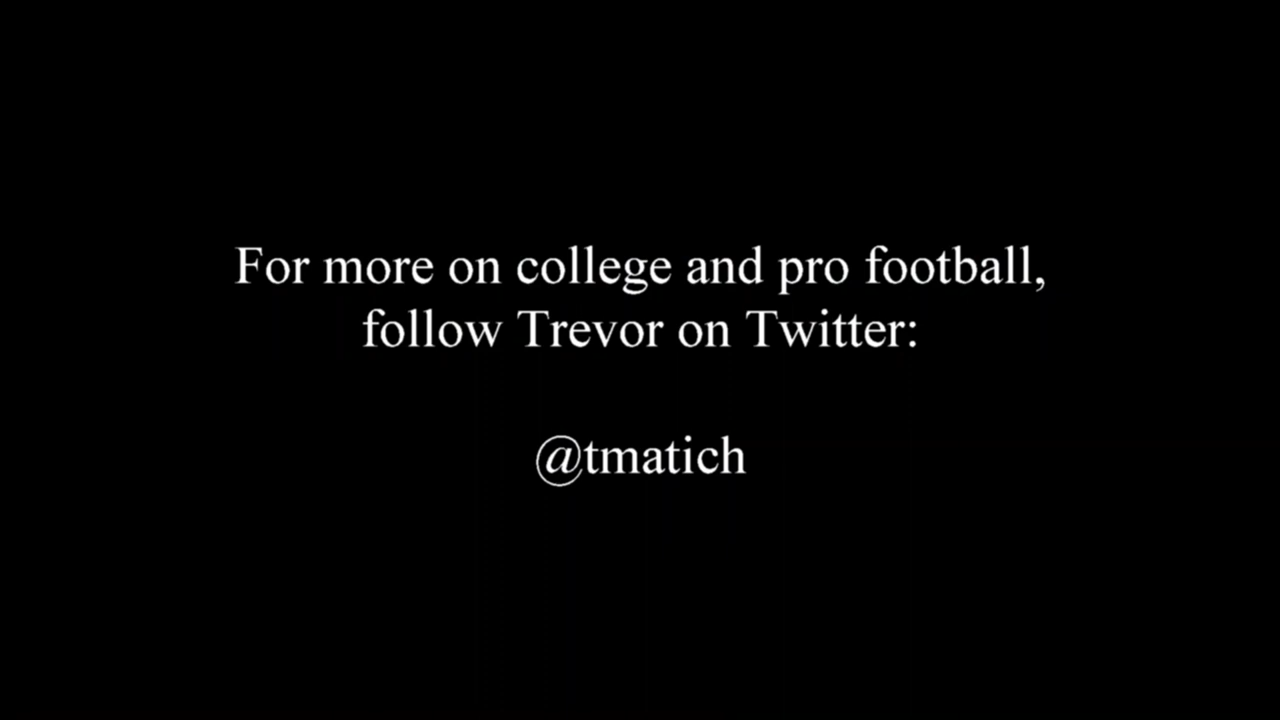 For more on college and pro football,
follow Trevor on Twitter:
@tmatich